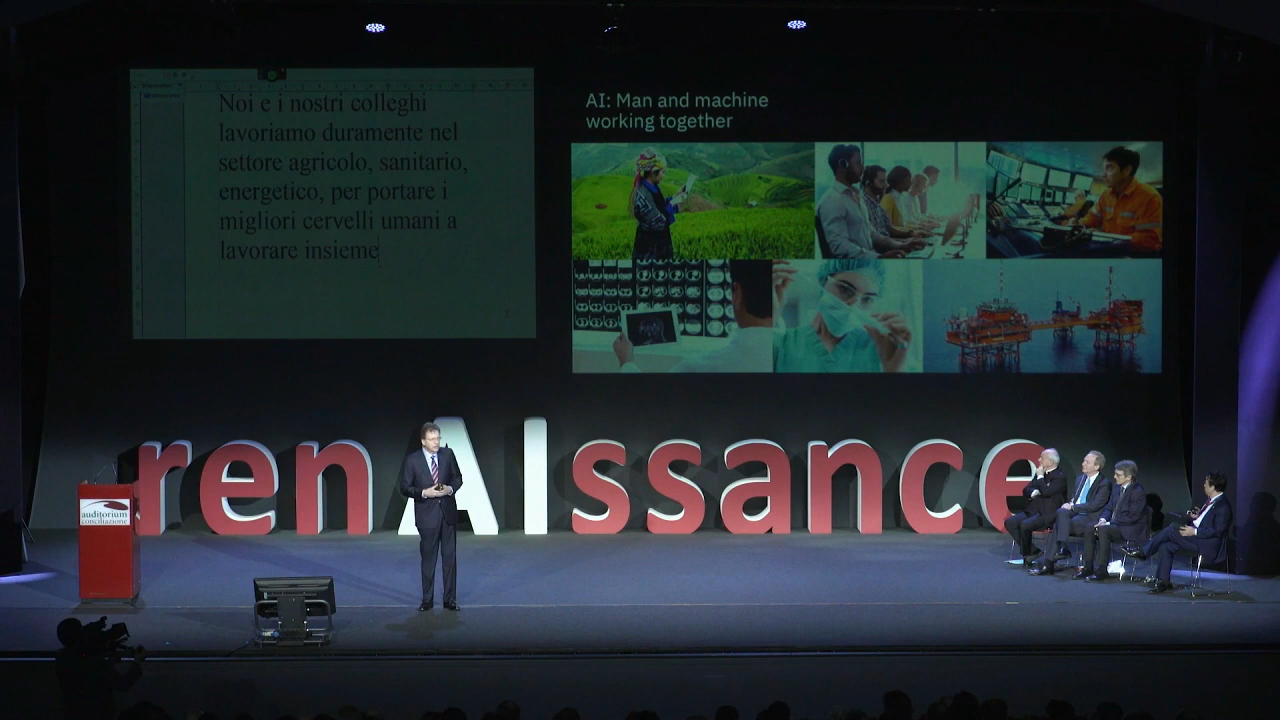 Noi e i nostri colleghi
lavoriamo duramente nel
settore agricolo, sanitario,
energetico, per portare i
migliori cervelli umani a
lavorare insieme
AI: Man and machine
working together
renAIssance
auditorium
conciliazione